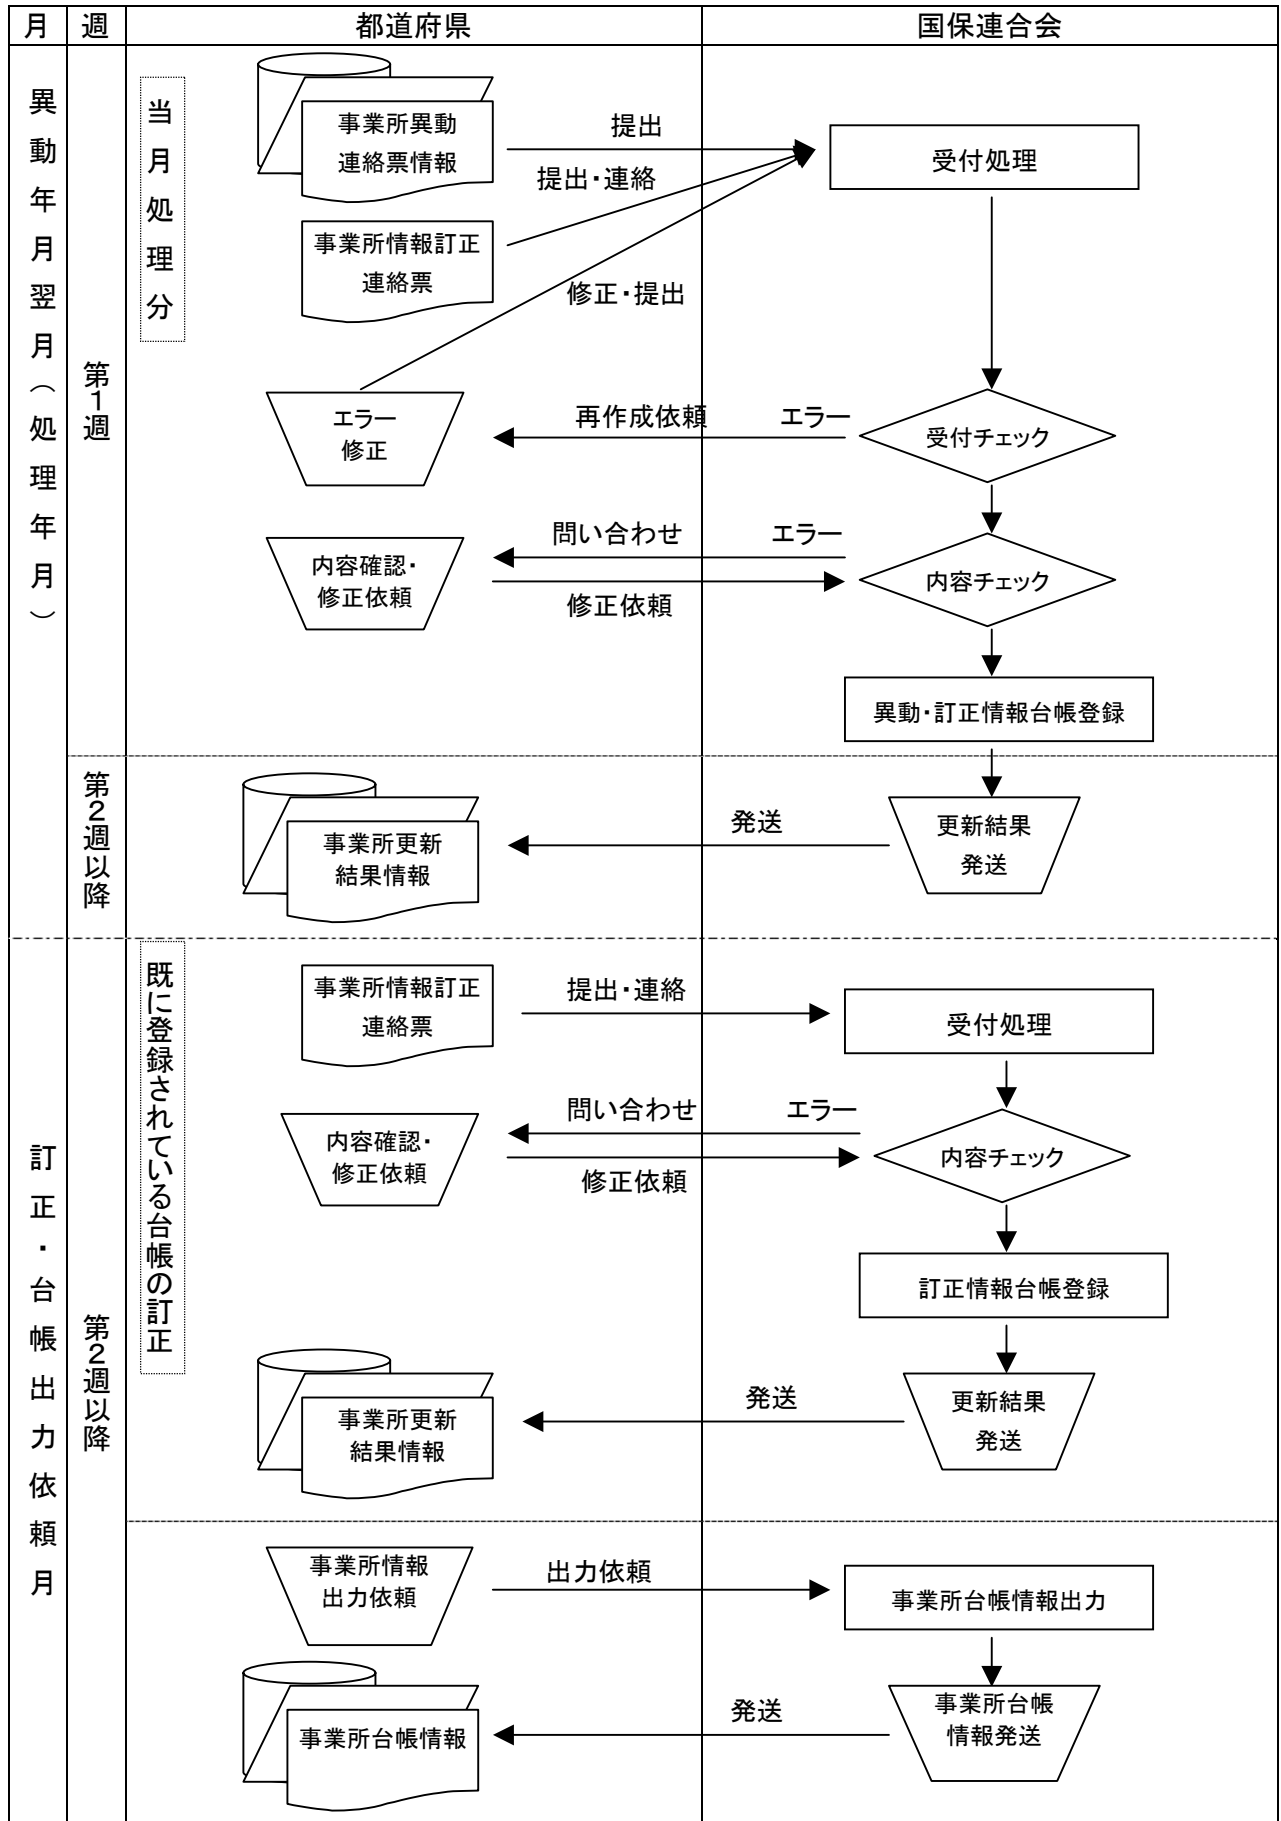 月
週
都道府県
国保連合会
異動年月翌月（処理年月）
第1週
当月処理分
事業所異動
連絡票情報
提出
受付処理
提出・連絡
事業所情報訂正
連絡票
修正・提出
エラー
修正
再作成依頼
エラー
受付チェック
問い合わせ
エラー
内容確認・
修正依頼
内容チェック
修正依頼
異動・訂正情報台帳登録
第2週以降
事業所更新
結果情報
発送
更新結果
発送
訂正・台帳出力依頼月
第2週以降
既に登録されている台帳の訂正
事業所情報訂正
連絡票
提出・連絡
受付処理
問い合わせ
エラー
内容確認・
修正依頼
内容チェック
修正依頼
訂正情報台帳登録
事業所更新
結果情報
発送
更新結果
発送
事業所情報
出力依頼
出力依頼
事業所台帳情報出力
事業所台帳情報
発送
事業所台帳
情報発送